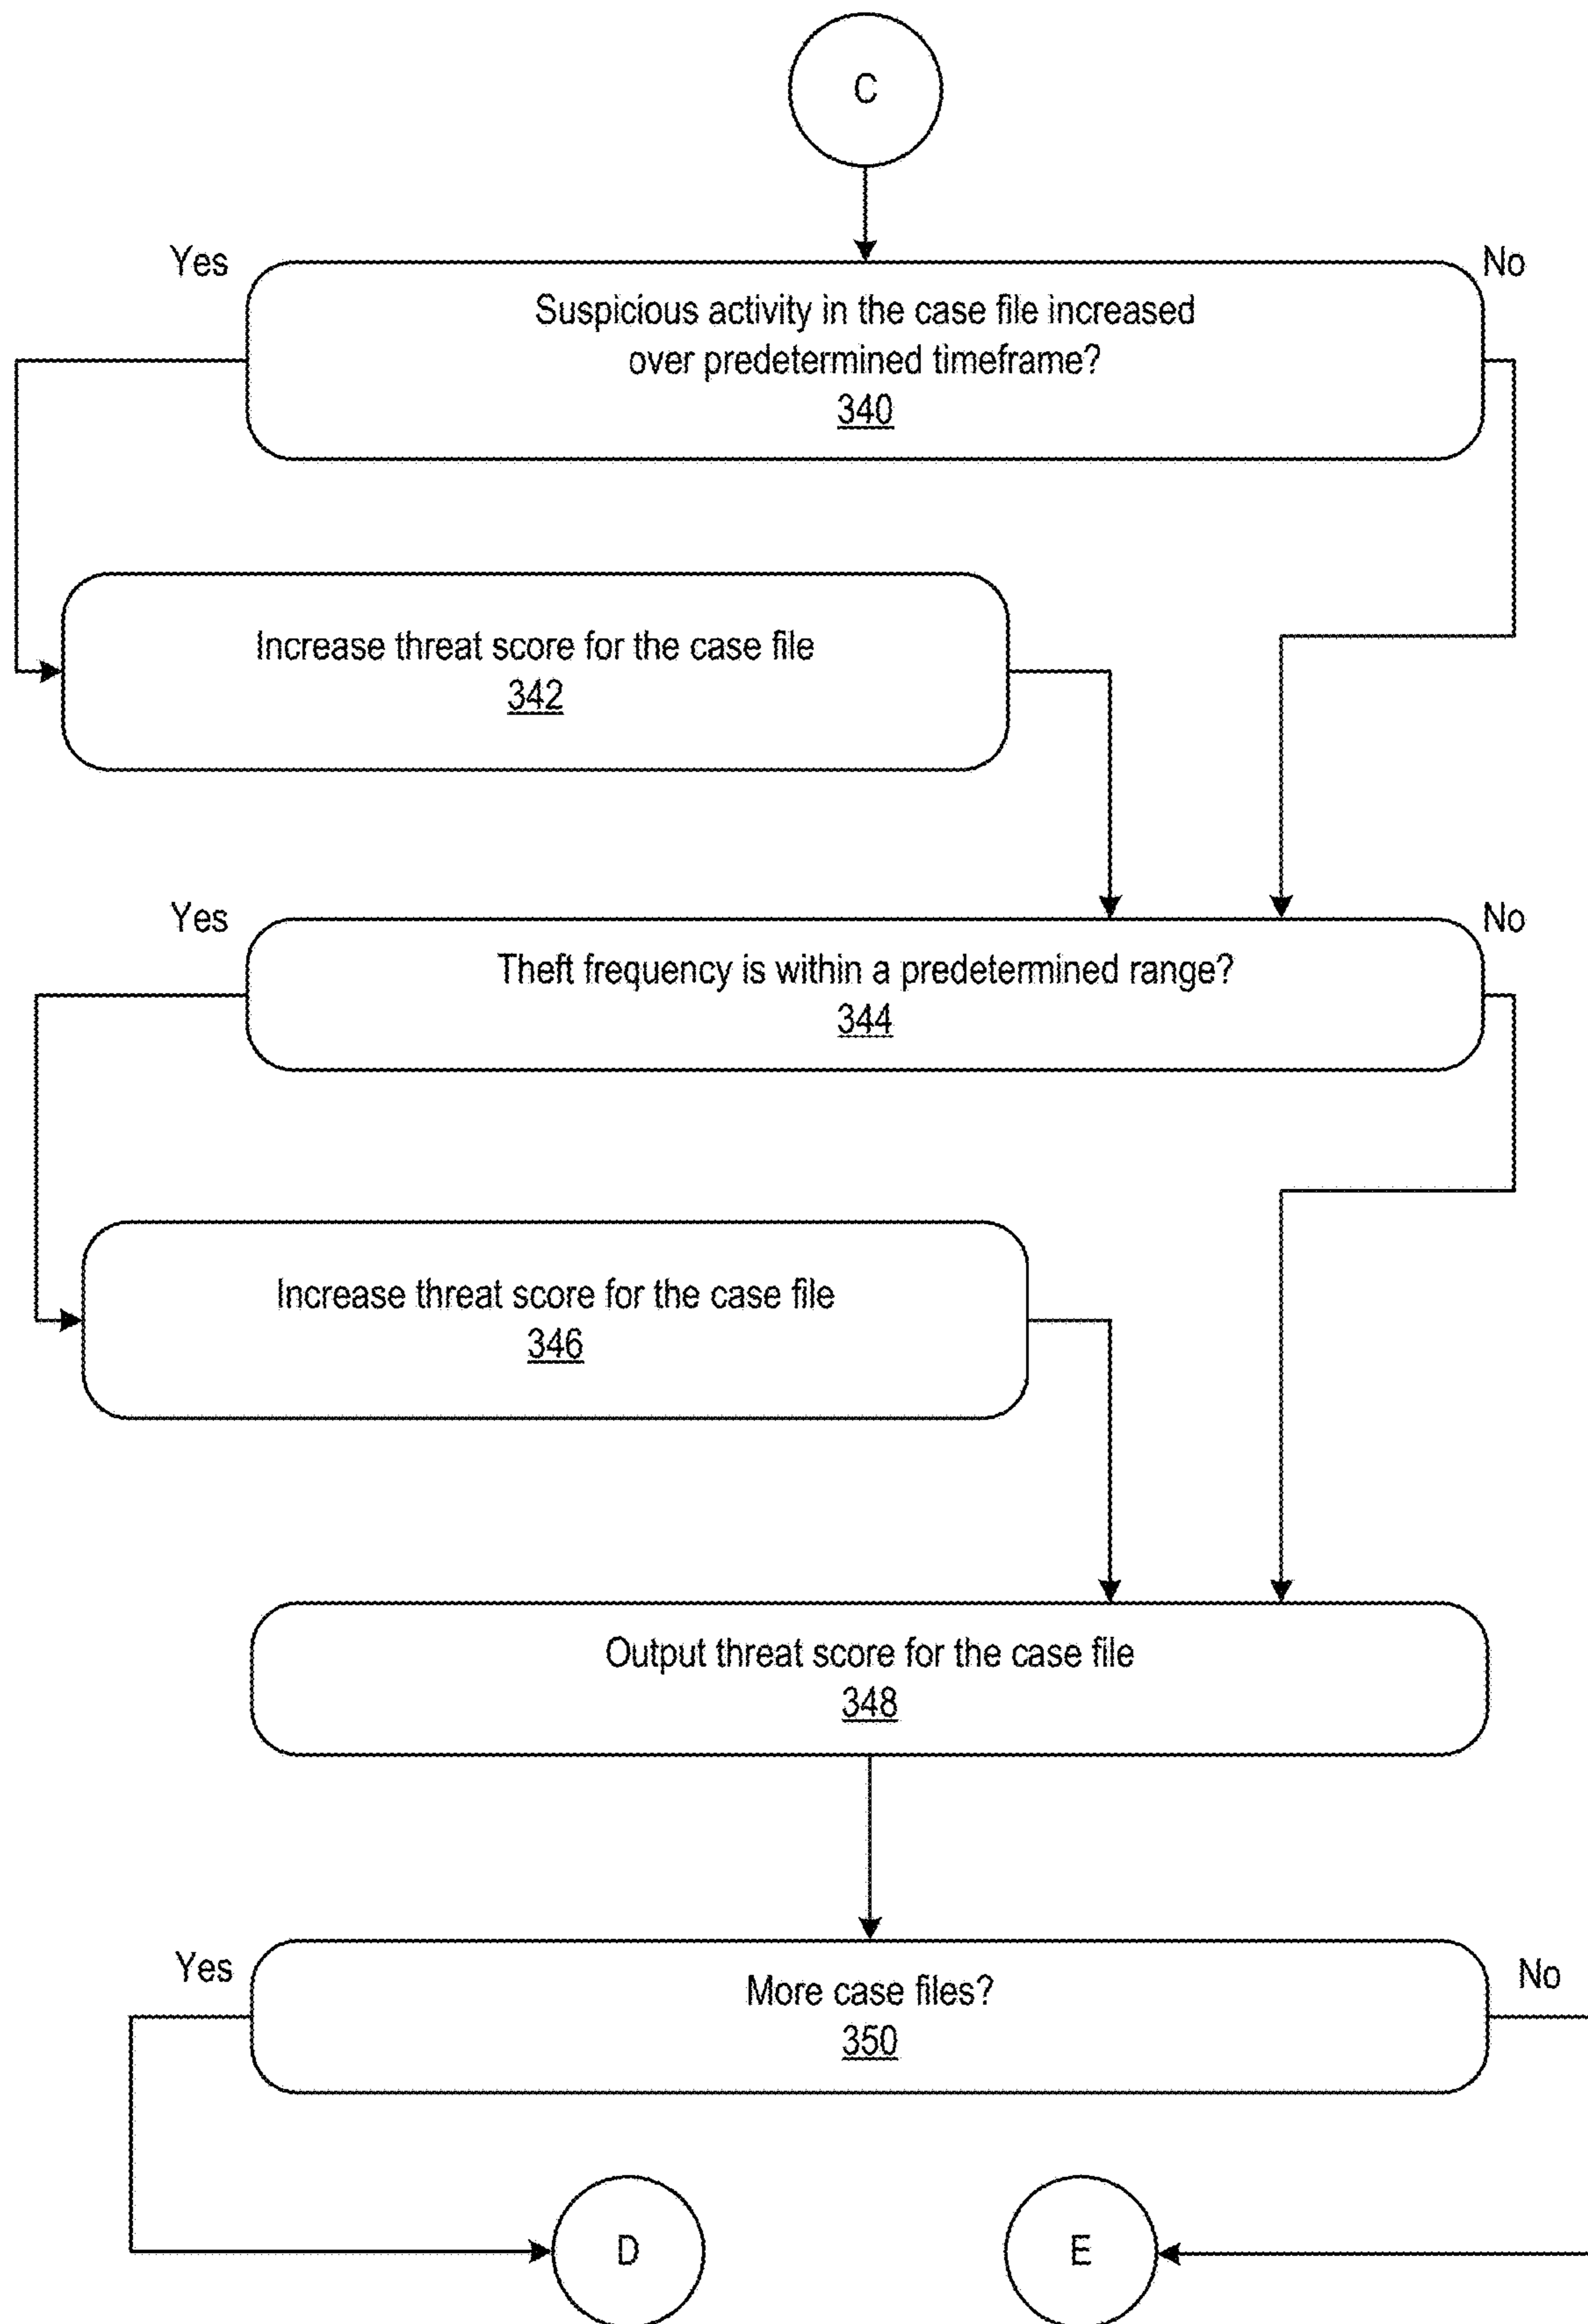 C
Yes
No
Suspicious activity in the case file increased
over predetermined timeframe?
340
Increase threat score for the case file
342
Yes
No
Theft frequency is within a predetermined range?
344
Increase threat score for the case file
346
Output threat score for the case file
348
Yes
No
More case files?
350
D
E